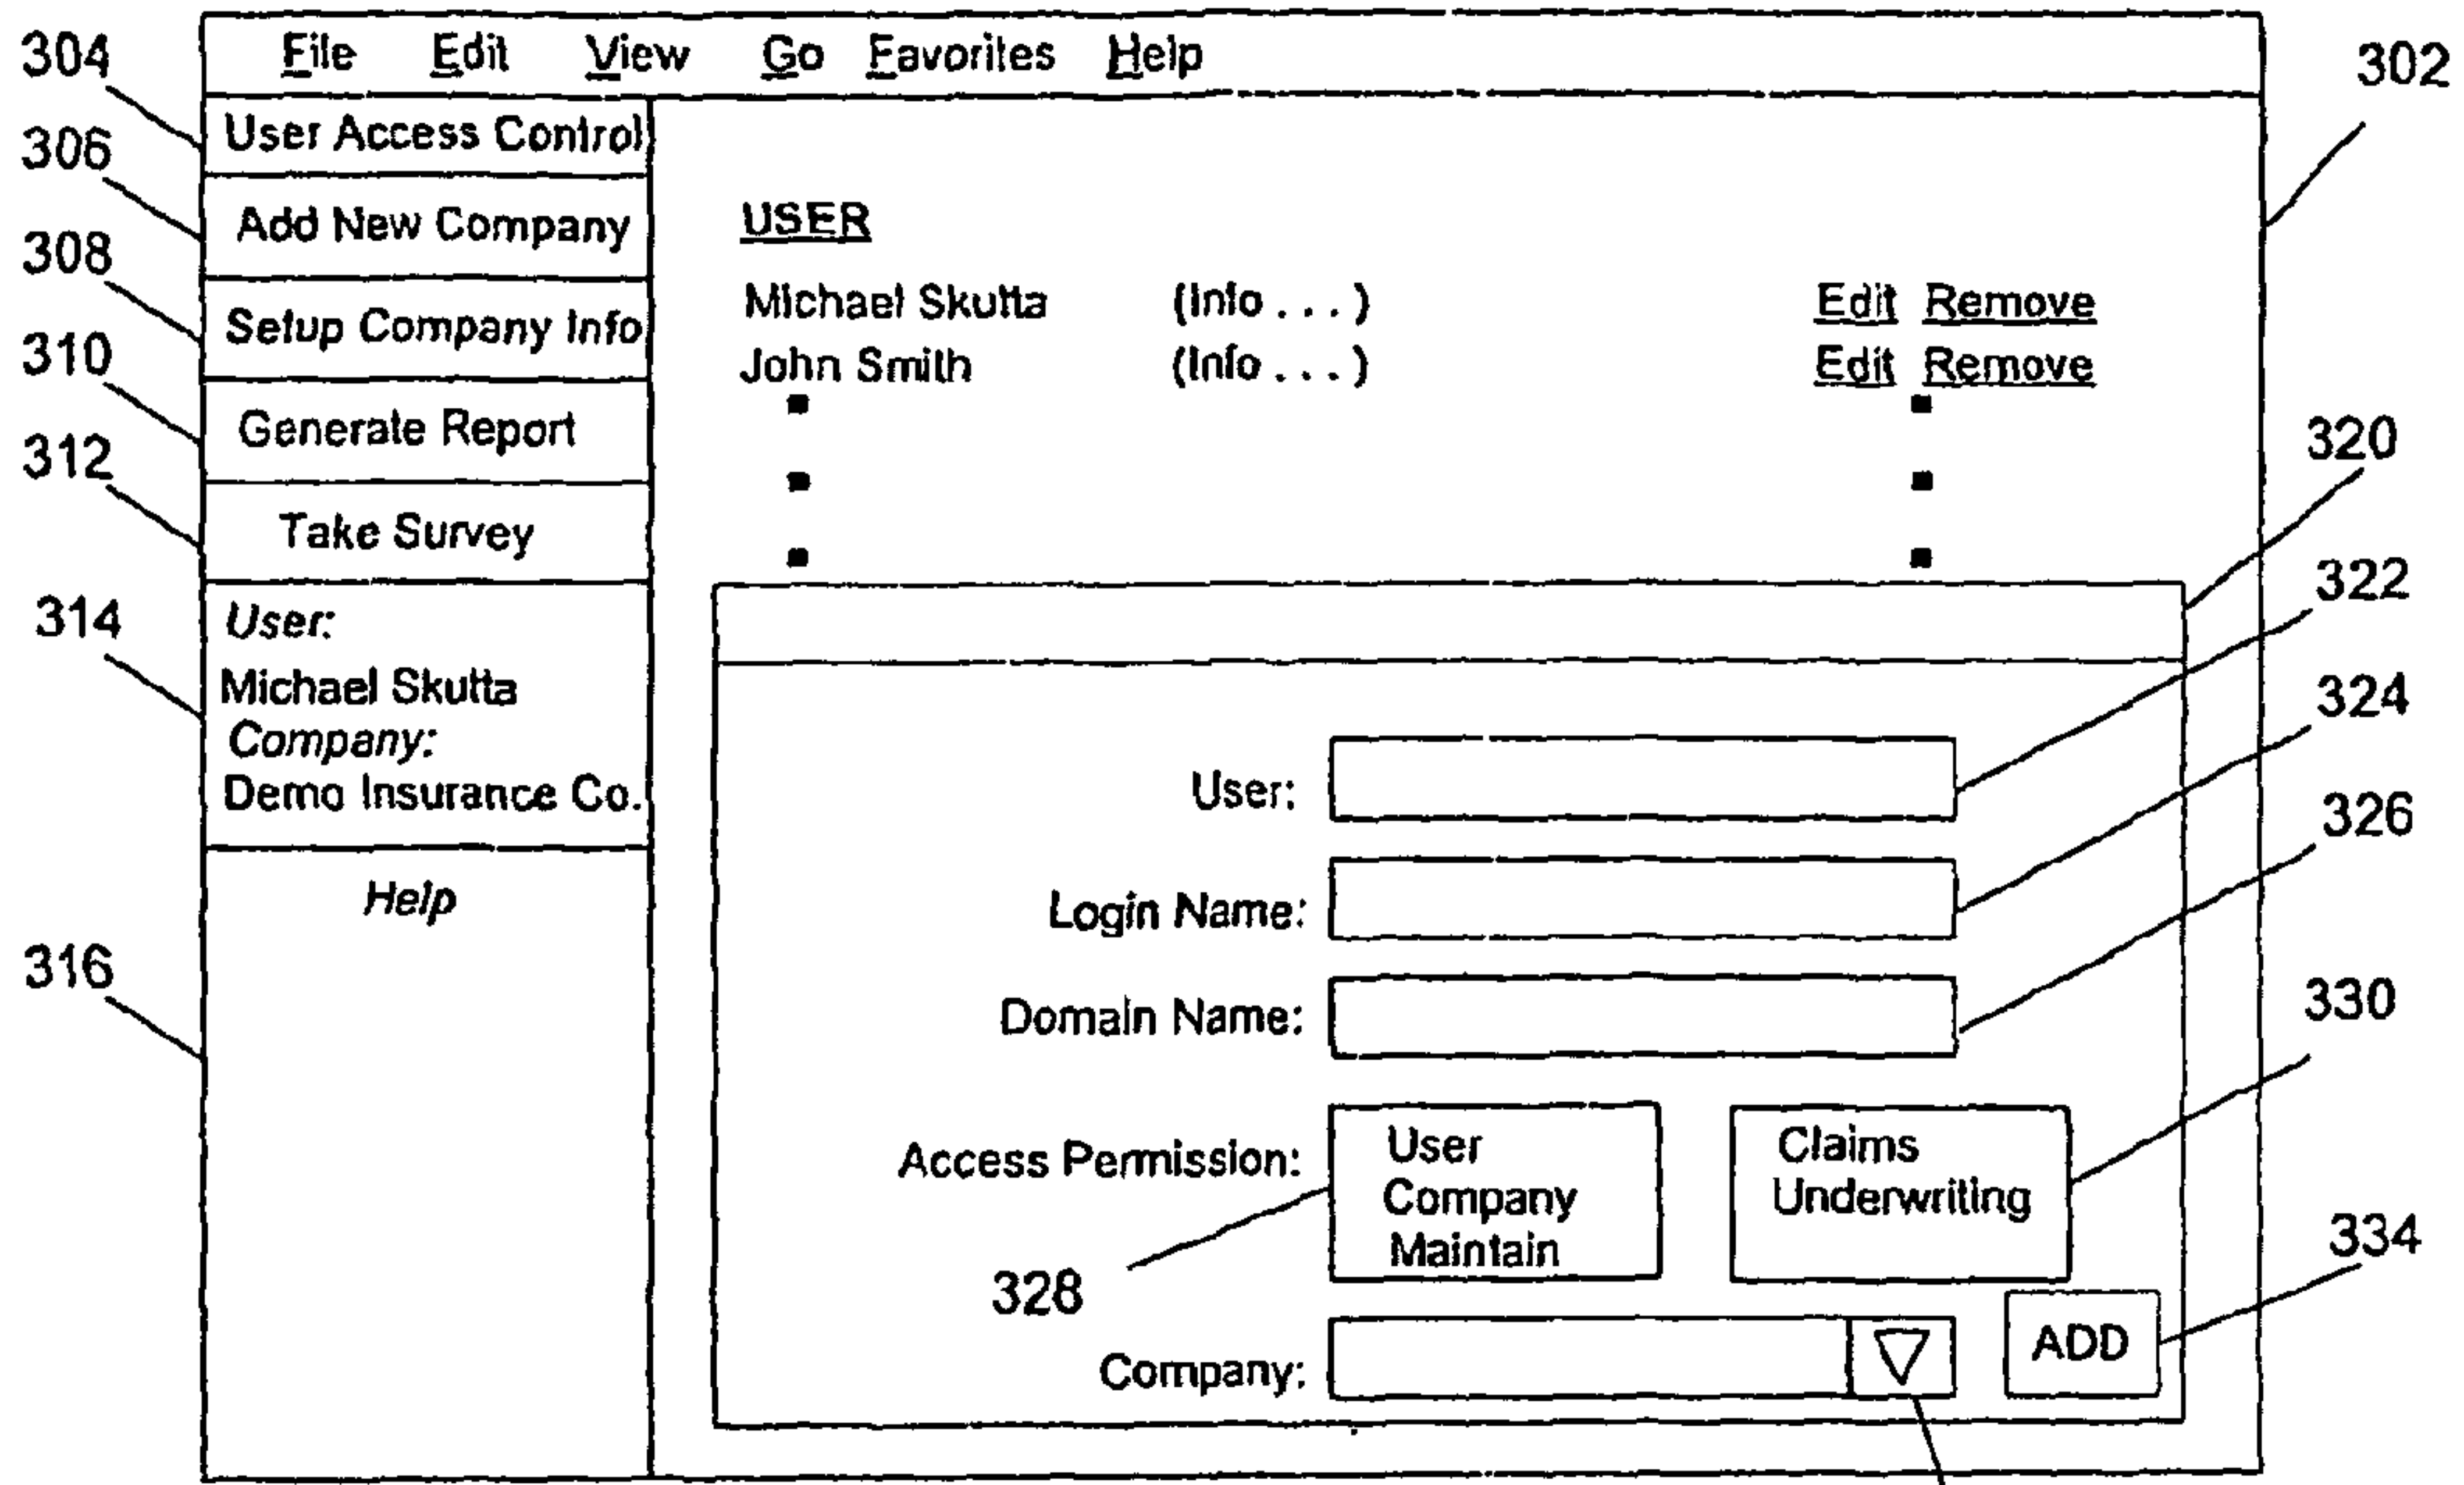 File Edit View Go Favorites Help
304
302
User Access Control
306
Add New Company
USER
308
Setup Company Info
Michael Skutta (Info . . . ) Edit Remove
310
John Smith (Info . . . ) Edit Remove
Generate Report
320
312
Take Survey
322
314
User:
Michael Skutta
Company:
Demo Insurance Co.
324
User:
326
Help
Login Name:
316
330
Domain Name:
Access Permission:
User
Company
Maintain
Claims
Underwriting
334
328
Company:
ADD